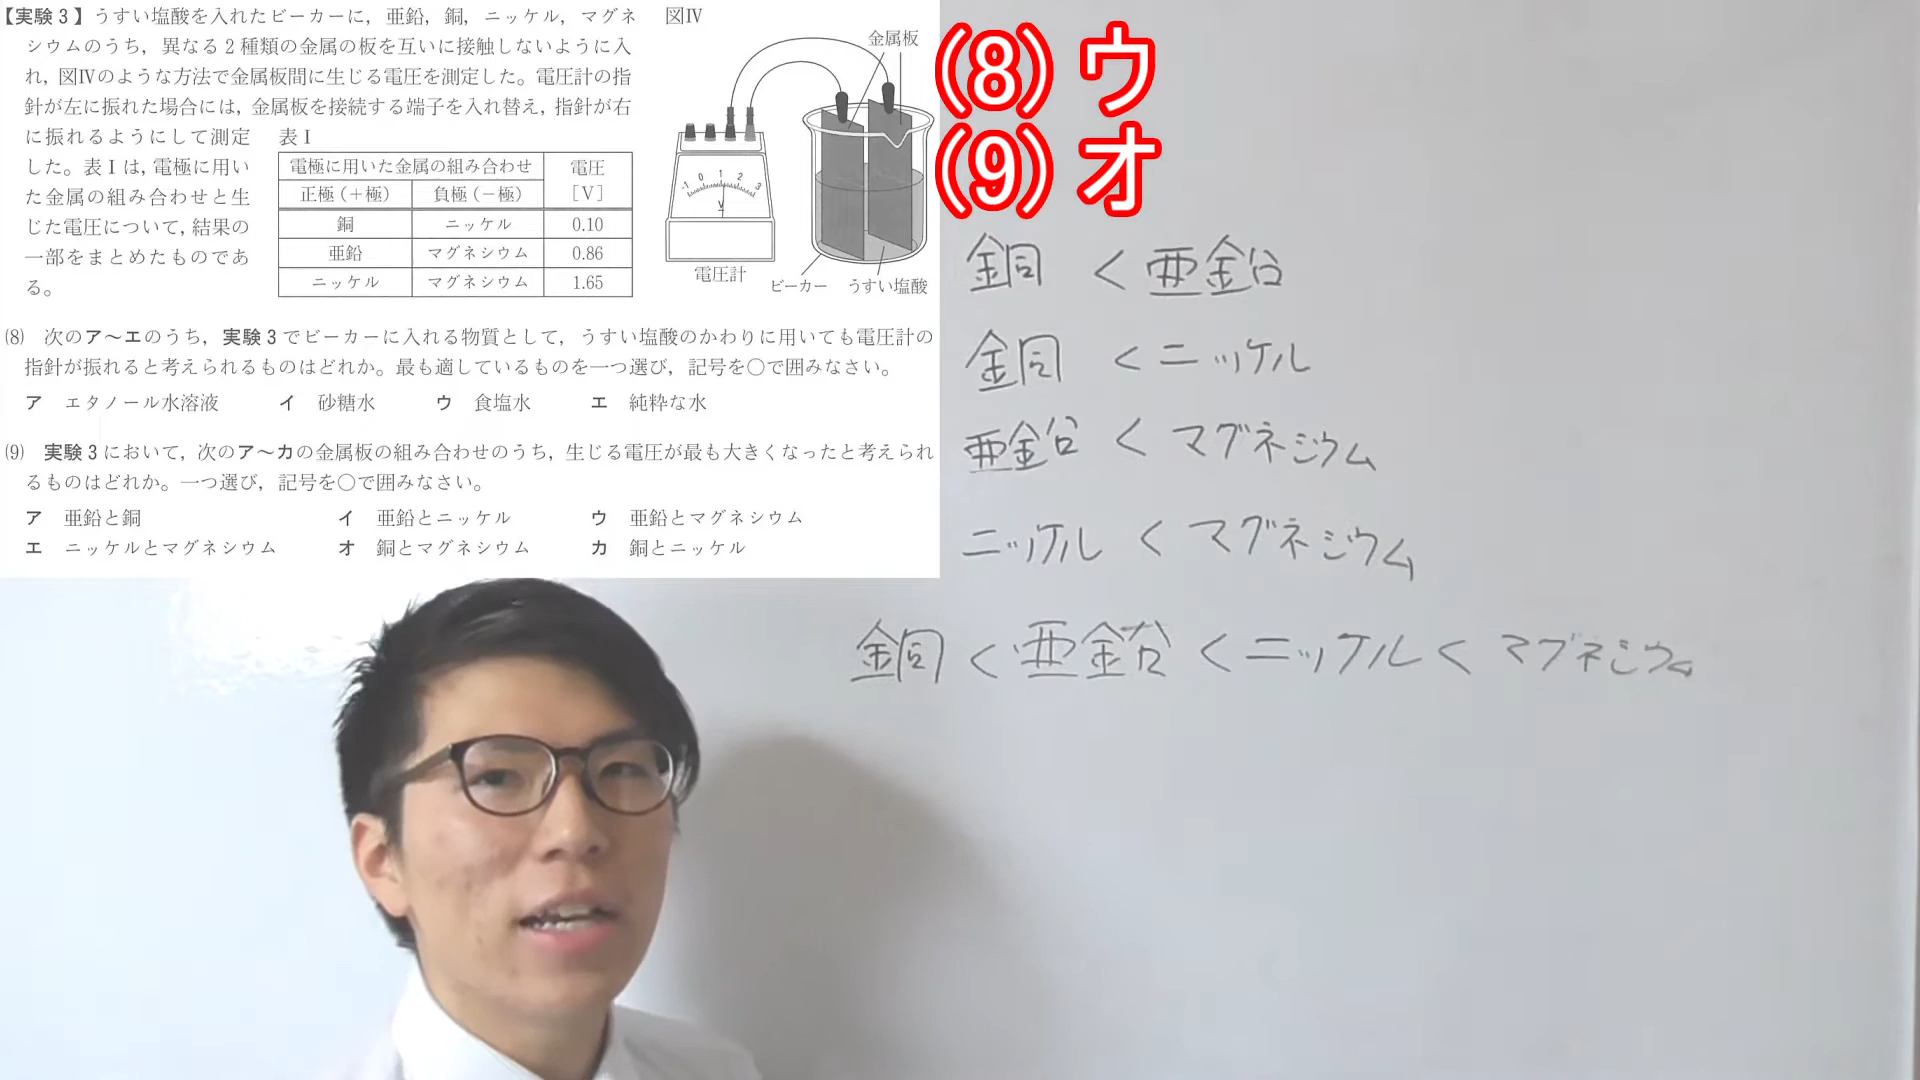 【実験3】うすい塩酸を入れたビーカーに，亜鉛，銅，ニッケル，マグネ
シウムのうち，異なる2種類の金属の板を互いに接触しないように入
れ，図Ⅳのような方法で金属板間に生じる電圧を測定した。電圧計の指
針が左に振れた場合には，金属板を接続する端子を入れ替え，指針が右
に振れるようにして測定
した。表Ⅰは，電極に用い
た金属の組み合わせと生
じた電圧について，結果の
一部をまとめたものであ
る。
表Ⅰ
電極に用いた金属の組み合わせ 電圧
正極（＋極） 負極（－極） ［V］
銅 ニッケル 0.10
亜鉛 マグネシウム 0.86
ニッケル マグネシウム 1.65
図Ⅳ
金属板
-1 0 1 2 3
V
電圧計
ビーカー うすい塩酸
⑻ 次のア～エのうち，実験3でビーカーに入れる物質として，うすい塩酸のかわりに用いても電圧計の
指針が振れると考えられるものはどれか。最も適しているものを一つ選び，記号を○で囲みなさい。
ア エタノール水溶液 イ 砂糖水 ウ 食塩水 エ 純粋な水
⑼ 実験3において，次のア～カの金属板の組み合わせのうち，生じる電圧が最も大きくなったと考えられ
るものはどれか。一つ選び，記号を○で囲みなさい。
ア 亜鉛と銅 イ 亜鉛とニッケル ウ 亜鉛とマグネシウム
エ ニッケルとマグネシウム オ 銅とマグネシウム カ 銅とニッケル
(8) ウ
(9) オ
銅 < 亜鉛
銅 < ニッケル
亜鉛 < マグネシウム
ニッケル < マグネシウム
銅 < 亜鉛 < ニッケル < マグネシウム